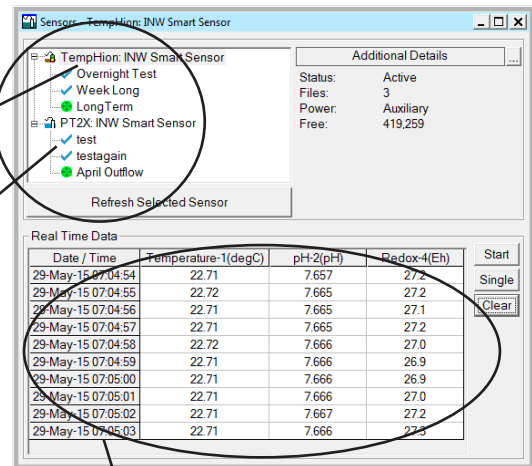 Sensors - TempHion: INW Smart Sensor
TempHion: INW Smart Sensor
Overnight Test
Week Long
LongTerm
PT2X: INW Smart Sensor
test
testagain
April Outflow
Refresh Selected Sensor
Additional Details ...
Status: Active
Files: 3
Power: Auxiliary
Free: 419,259
Real Time Data
Date / Time Temperature-1(degC) pH-2(pH) Redox-4(Eh)
29-May-15 07:04:54 22.71 7.657 27.2
29-May-15 07:04:55 22.72 7.665 27.2
29-May-15 07:04:56 22.71 7.665 27.1
29-May-15 07:04:57 22.71 7.665 27.2
29-May-15 07:04:58 22.72 7.666 27.0
29-May-15 07:04:59 22.71 7.666 26.9
29-May-15 07:05:00 22.71 7.666 26.9
29-May-15 07:05:01 22.71 7.666 27.0
29-May-15 07:05:02 22.71 7.667 27.2
29-May-15 07:05:03 22.71 7.666 27.3
Start
Single
Clear